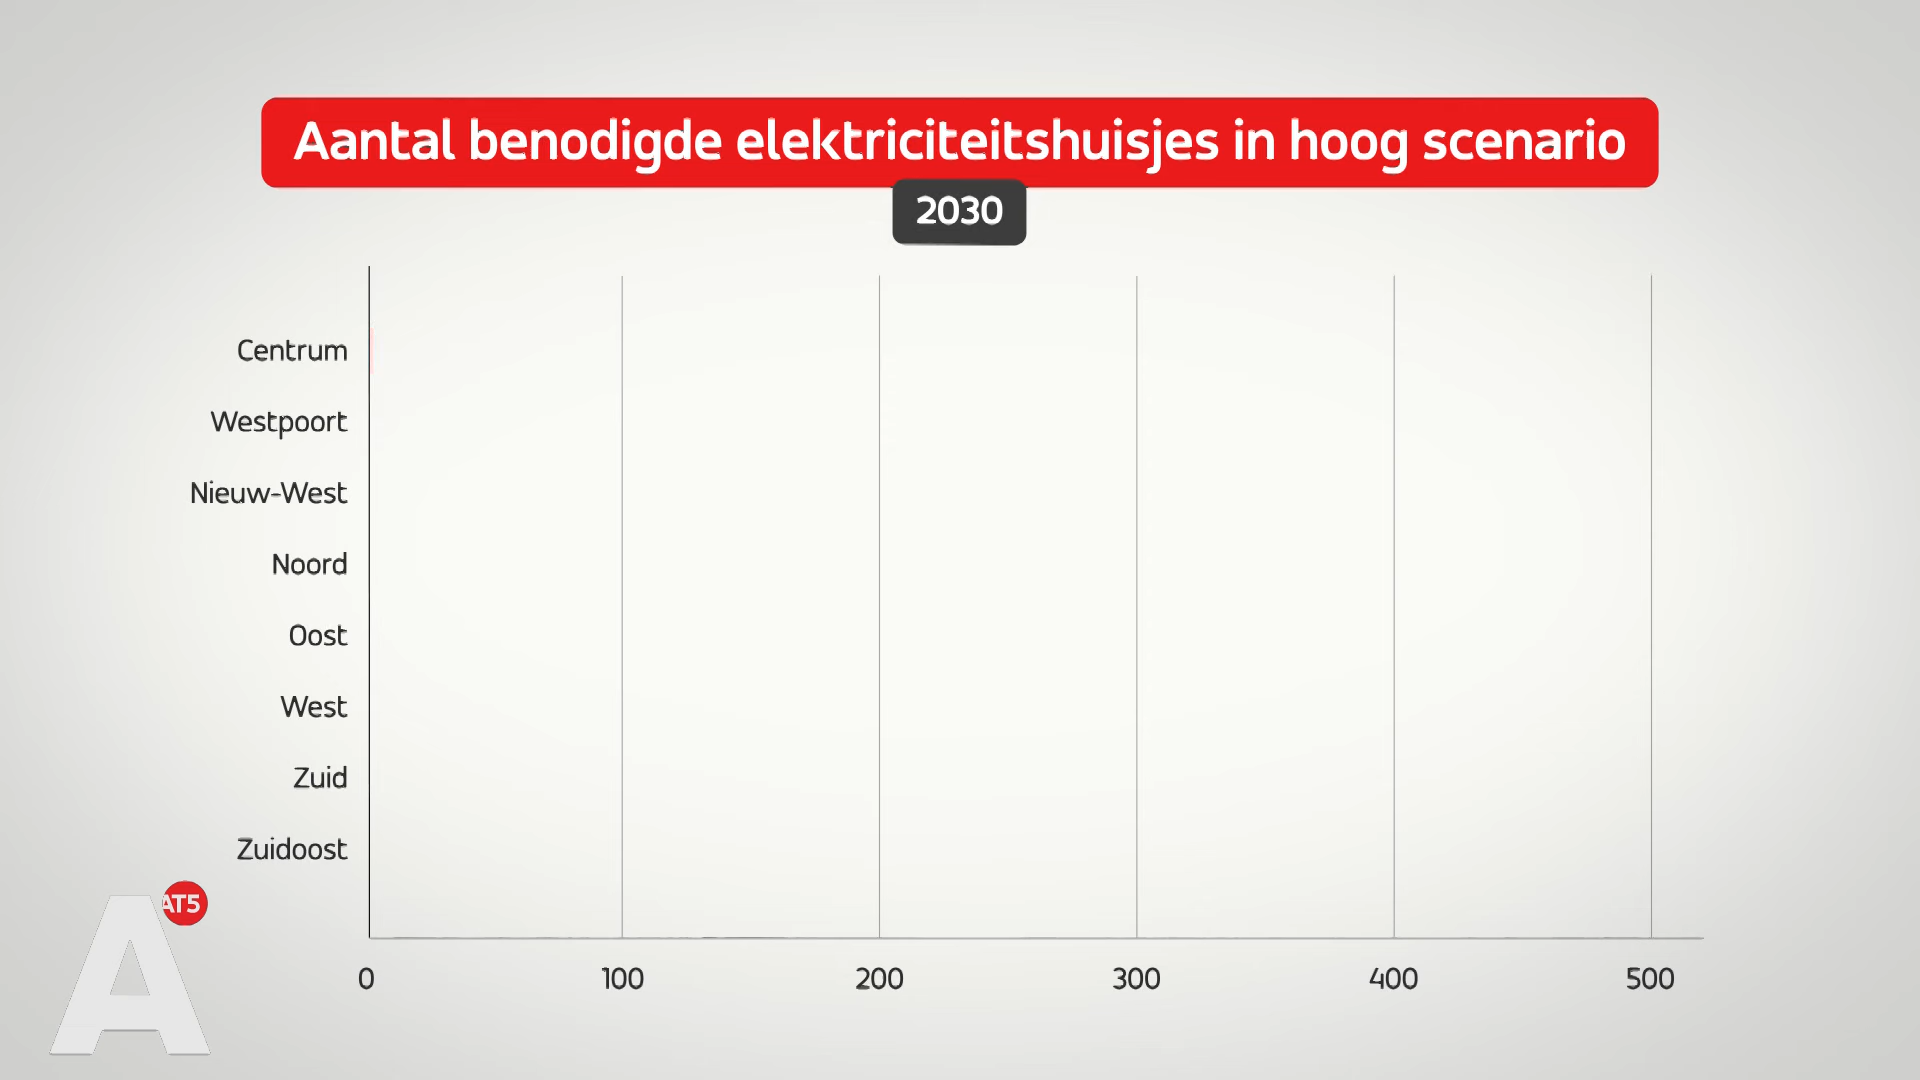 Aantal benodigde elektriciteitshuisjes in hoog scenario
2030
Centrum
Westpoort
Nieuw-West
Noord
Oost
West
Zuid
Zuidoost
0 100 200 300 400 500
A
AT5